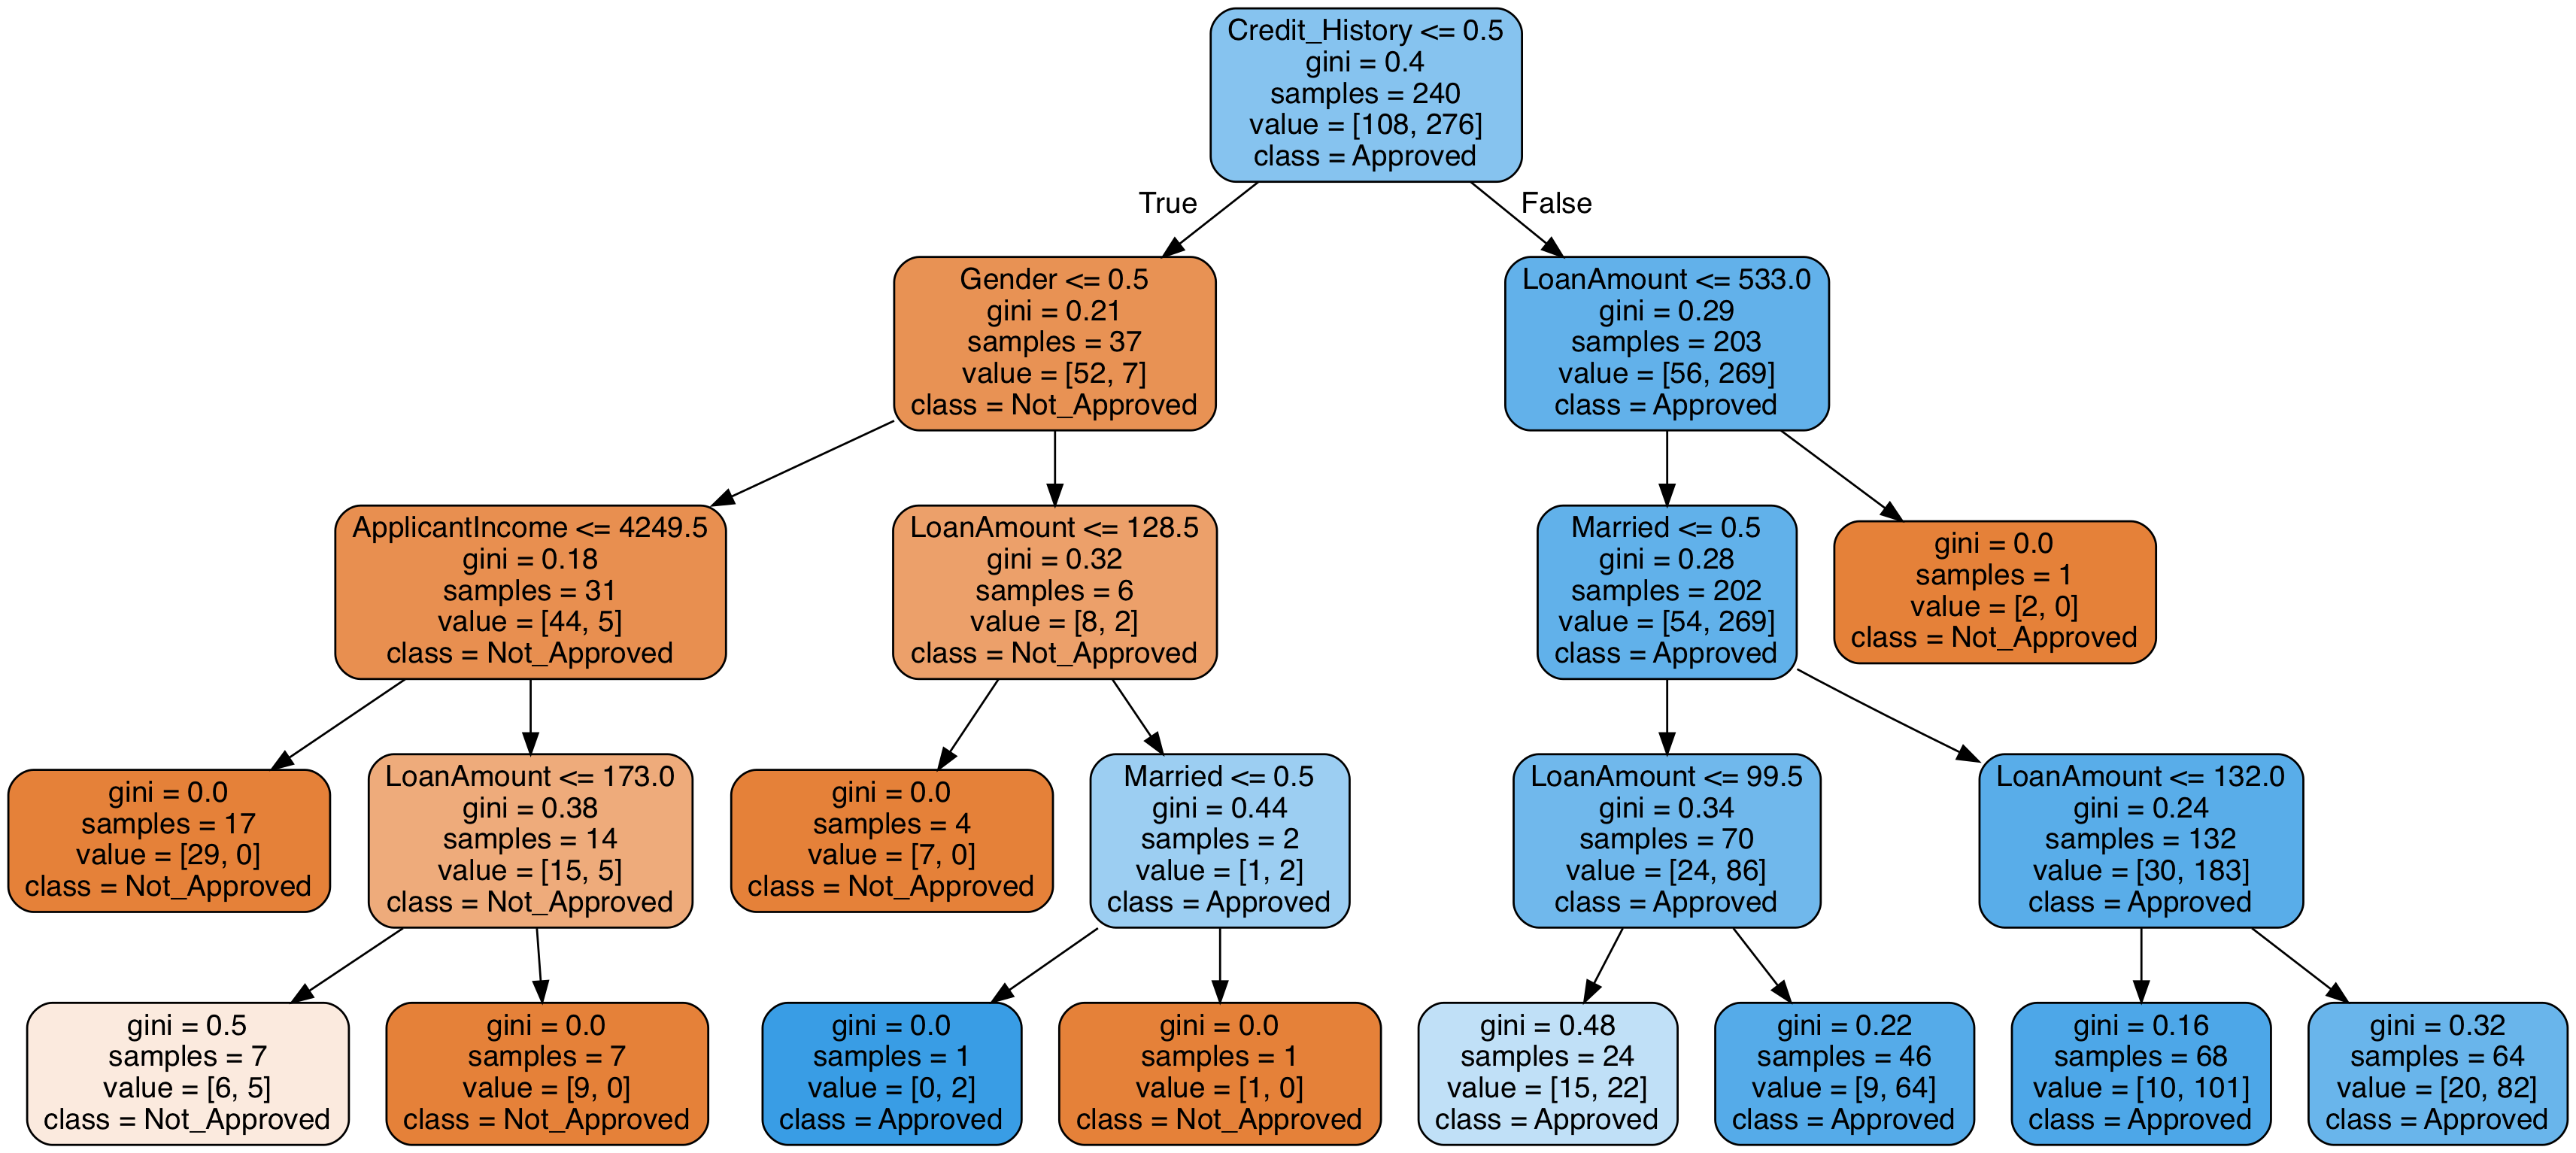 Credit_History <= 0.5
gini = 0.4
samples = 240
value = [108, 276]
class = Approved
True
False
Gender <= 0.5
gini = 0.21
samples = 37
value = [52, 7]
class = Not_Approved
LoanAmount <= 533.0
gini = 0.29
samples = 203
value = [56, 269]
class = Approved
ApplicantIncome <= 4249.5
gini = 0.18
samples = 31
value = [44, 5]
class = Not_Approved
LoanAmount <= 128.5
gini = 0.32
samples = 6
value = [8, 2]
class = Not_Approved
Married <= 0.5
gini = 0.28
samples = 202
value = [54, 269]
class = Approved
gini = 0.0
samples = 1
value = [2, 0]
class = Not_Approved
gini = 0.0
samples = 17
value = [29, 0]
class = Not_Approved
LoanAmount <= 173.0
gini = 0.38
samples = 14
value = [15, 5]
class = Not_Approved
gini = 0.0
samples = 4
value = [7, 0]
class = Not_Approved
Married <= 0.5
gini = 0.44
samples = 2
value = [1, 2]
class = Approved
LoanAmount <= 99.5
gini = 0.34
samples = 70
value = [24, 86]
class = Approved
LoanAmount <= 132.0
gini = 0.24
samples = 132
value = [30, 183]
class = Approved
gini = 0.5
samples = 7
value = [6, 5]
class = Not_Approved
gini = 0.0
samples = 7
value = [9, 0]
class = Not_Approved
gini = 0.0
samples = 1
value = [0, 2]
class = Approved
gini = 0.0
samples = 1
value = [1, 0]
class = Not_Approved
gini = 0.48
samples = 24
value = [15, 22]
class = Approved
gini = 0.22
samples = 46
value = [9, 64]
class = Approved
gini = 0.16
samples = 68
value = [10, 101]
class = Approved
gini = 0.32
samples = 64
value = [20, 82]
class = Approved